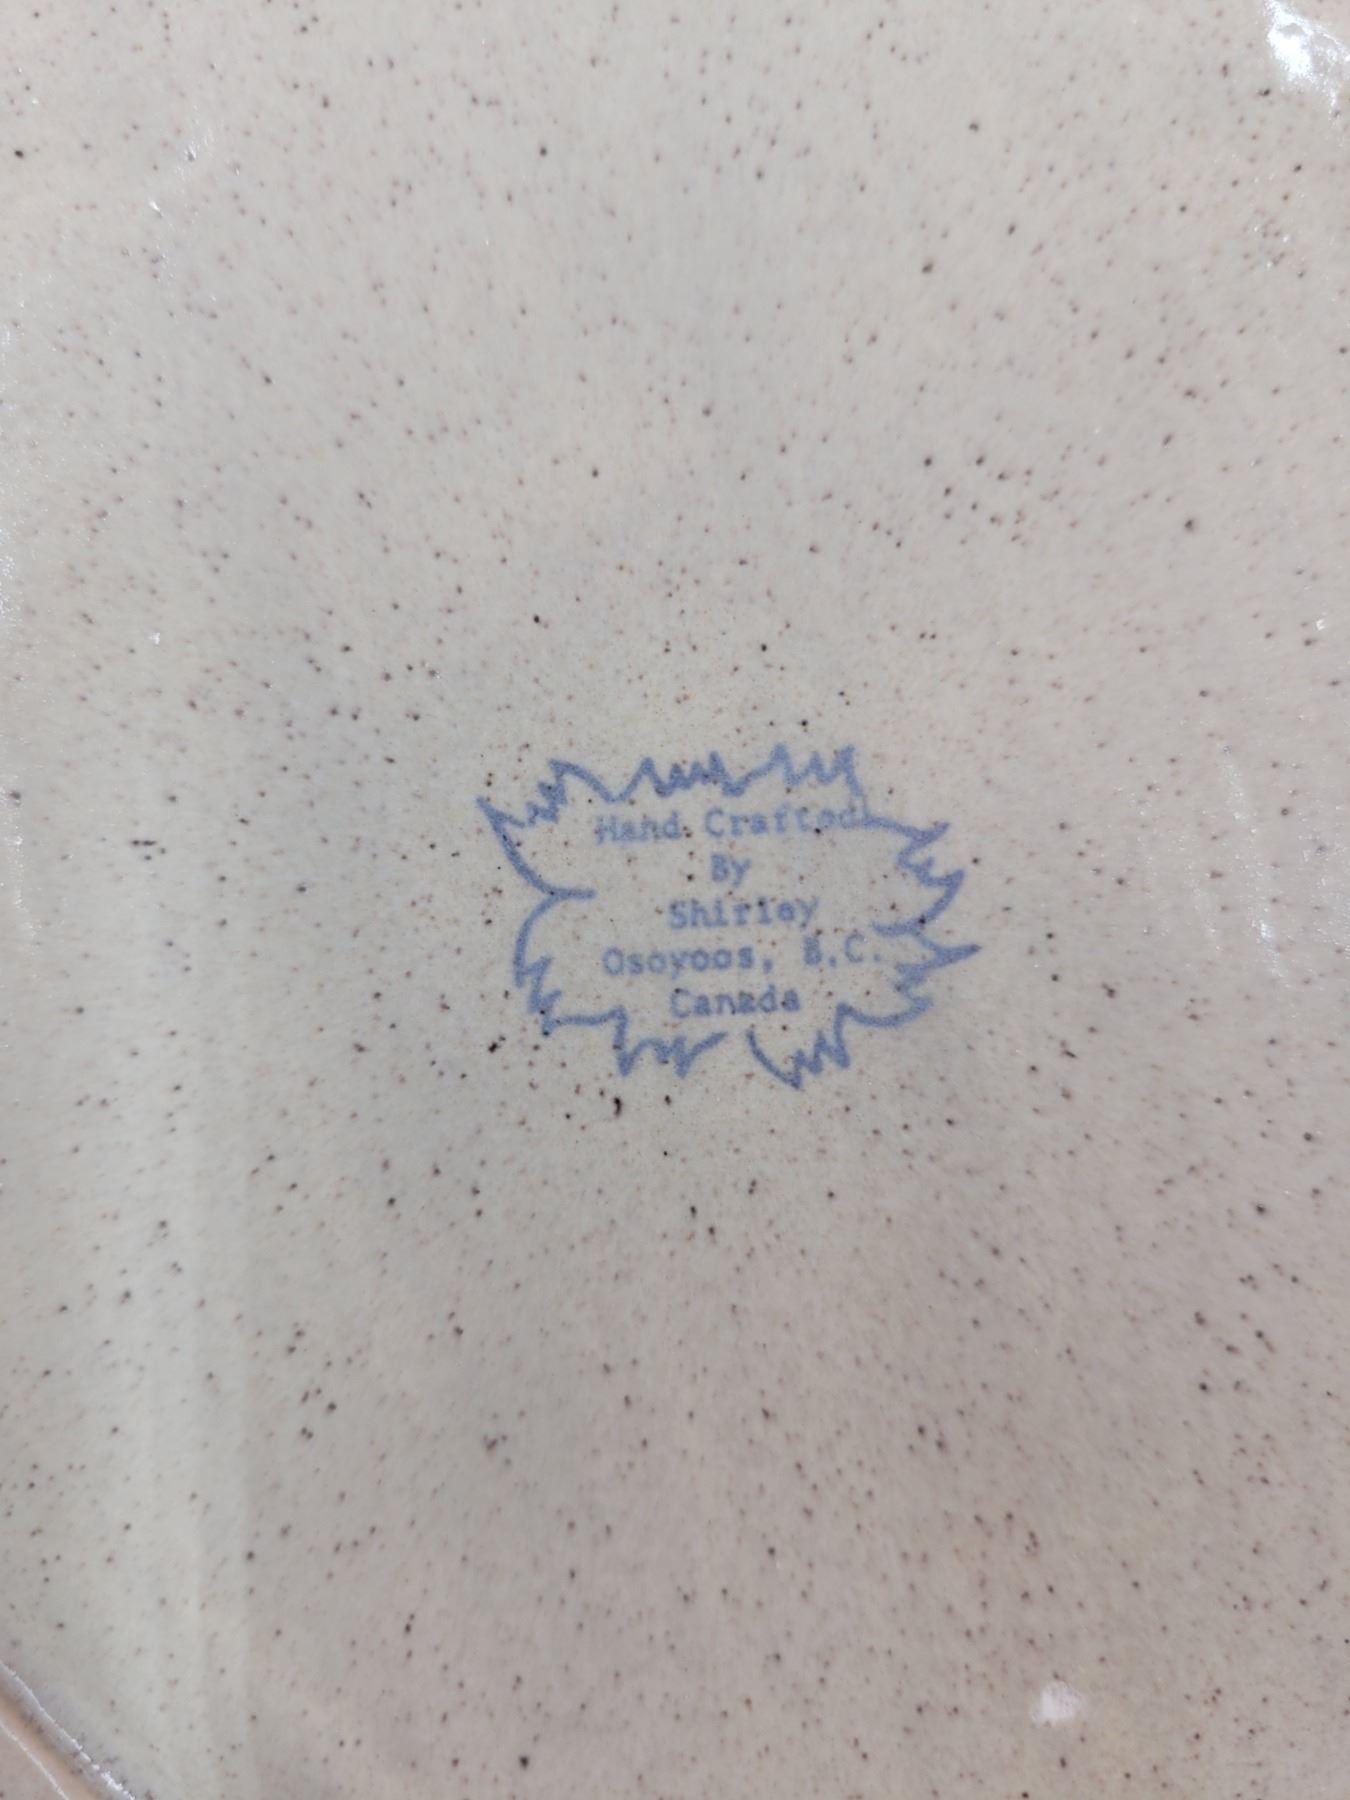 Hand Crafted
By
Shirley
Osoyoos, B.C.
Canada